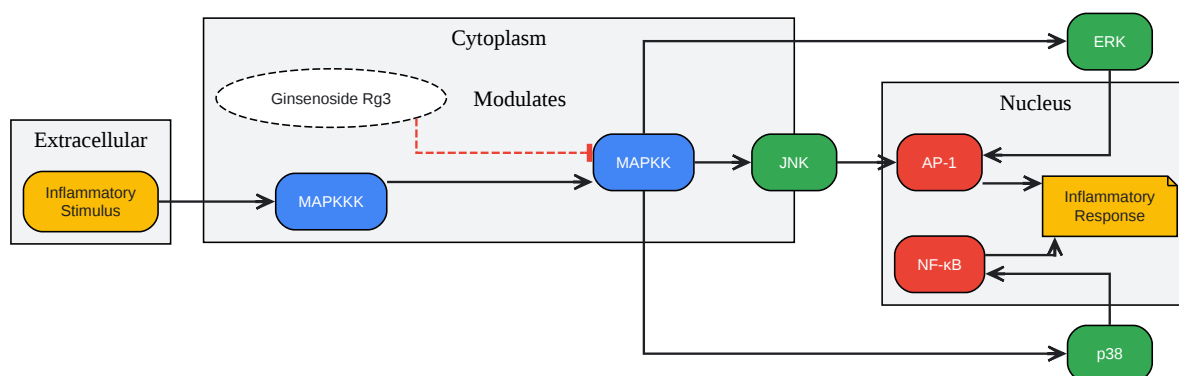 Cytoplasm
ERK
Ginsenoside Rg3
Modulates
Nucleus
Extracellular
MAPKK
JNK
AP-1
Inflammatory
Stimulus
MAPKKK
Inflammatory
Response
NF-κB
p38